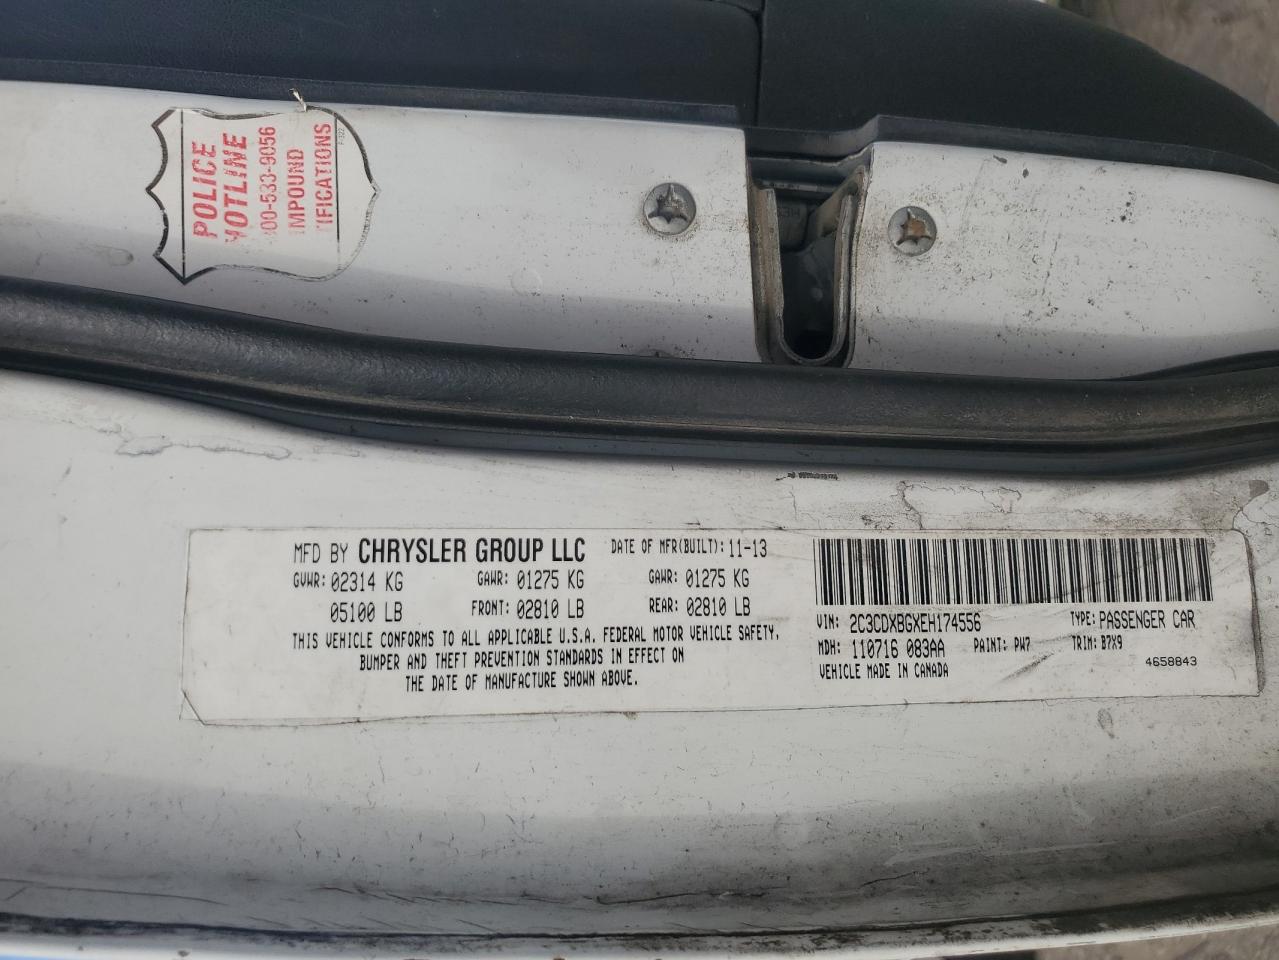 POLICE
HOTLINE
00-533-9056
IMPOUND
TIFICATIONS
F-322
MFD BY CHRYSLER GROUP LLC DATE OF MFR(BUILT): 11-13
GVWR: 02314 KG GAWR: 01275 KG GAWR: 01275 KG
05100 LB FRONT: 02810 LB REAR: 02810 LB
THIS VEHICLE CONFORMS TO ALL APPLICABLE U.S.A. FEDERAL MOTOR VEHICLE SAFETY,
BUMPER AND THEFT PREVENTION STANDARDS IN EFFECT ON
THE DATE OF MANUFACTURE SHOWN ABOVE.
VIN: 2C3CDXBGXEH174556 TYPE: PASSENGER CAR
MDH: 110716 083AA PAINT: PW7 TRIM: B7X9
VEHICLE MADE IN CANADA 4658843